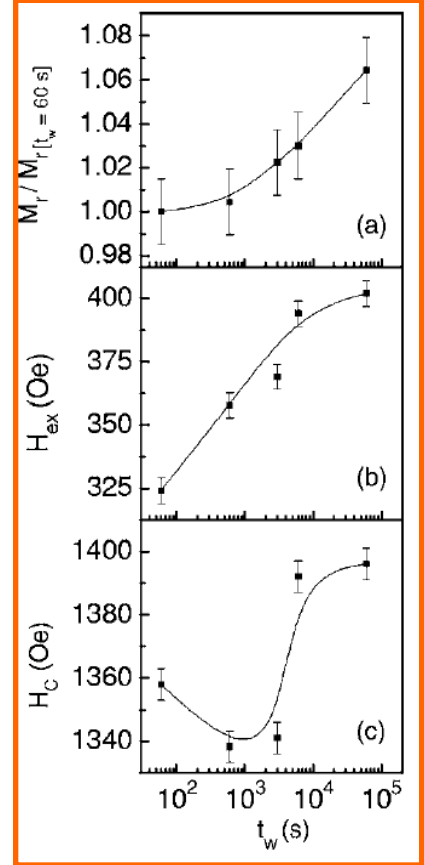 1.08
1.06
1.04
1.02
1.00
0.98
M_r / M_r [t_w = 60 s]
(a)
400
375
350
325
H_ex (Oe)
(b)
1400
1380
1360
1340
H_C (Oe)
(c)
10^2 10^3 10^4 10^5
t_w (s)